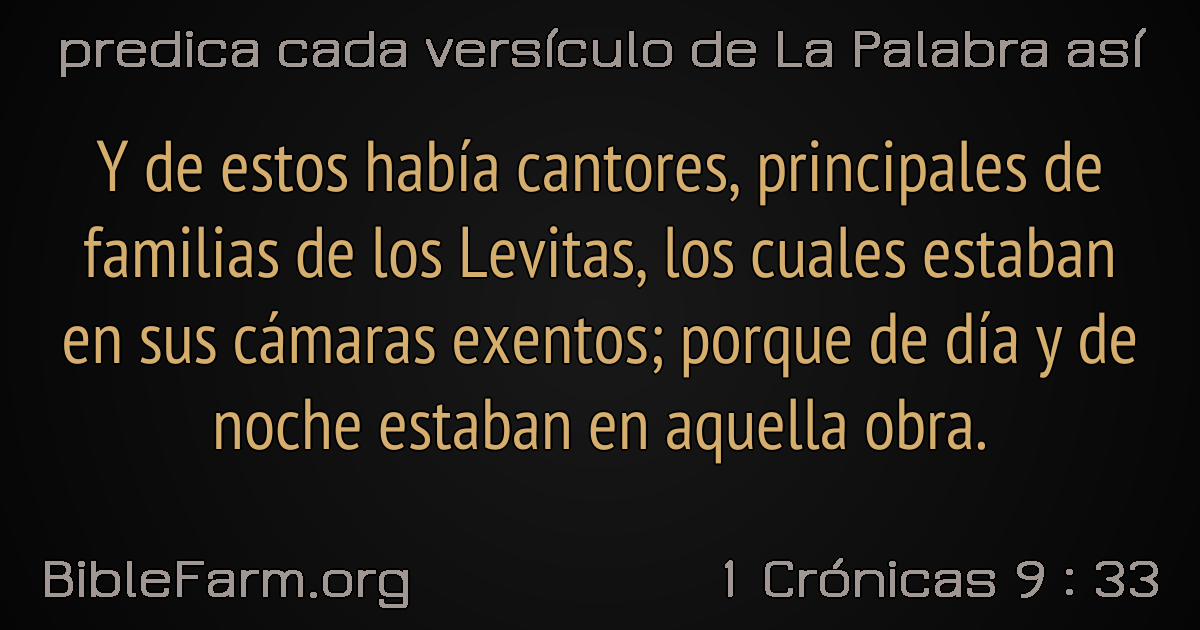 predica cada versículo de La Palabra así
Y de estos había cantores, principales de
familias de los Levitas, los cuales estaban
en sus cámaras exentos; porque de día y de
noche estaban en aquella obra.
BibleFarm.org
1 Crónicas 9 : 33